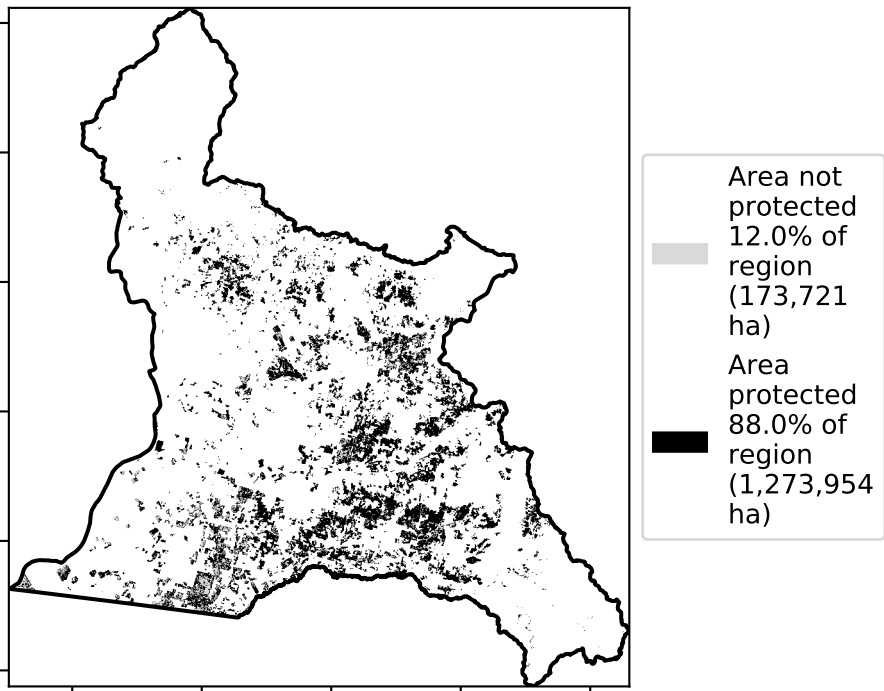 Area not
protected
12.0% of
region
(173,721
ha)
Area
protected
88.0% of
region
(1,273,954
ha)